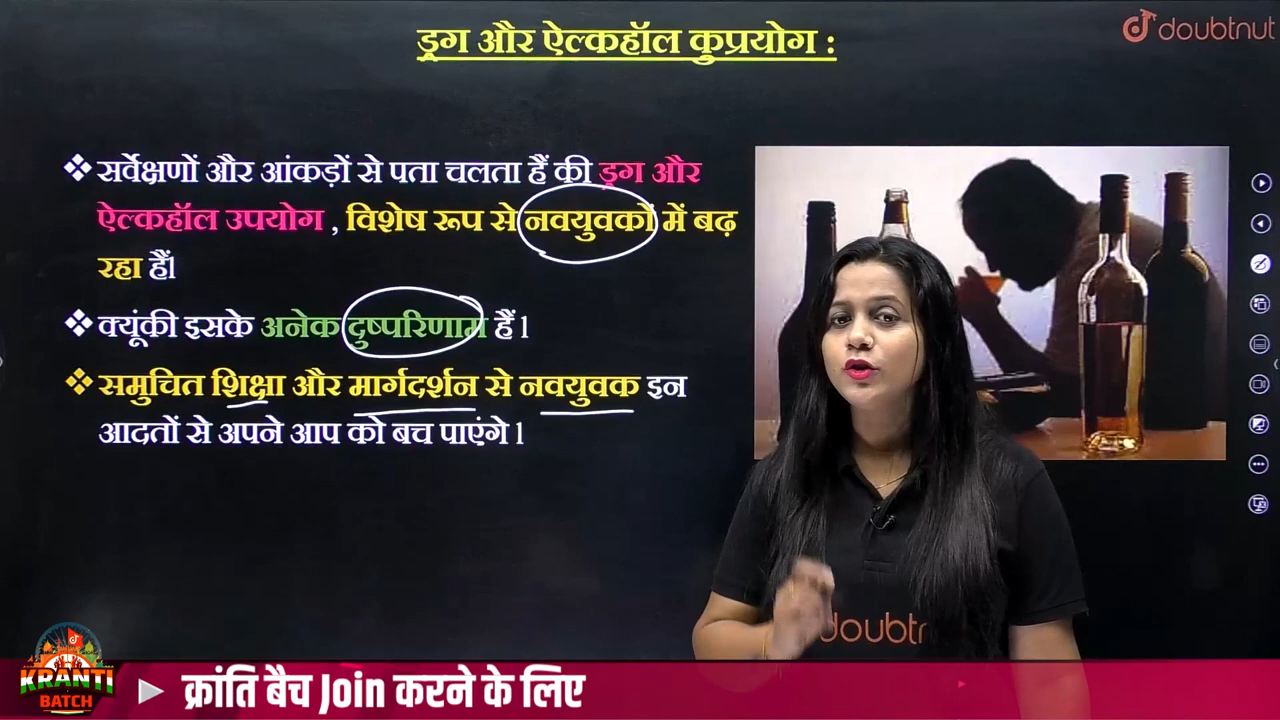 ड्रग और ऐल्कहॉल कुप्रयोग :
doubtnut
❖ सर्वेक्षणों और आंकड़ों से पता चलता हैं की ड्रग और
ऐल्कहॉल उपयोग , विशेष रूप से नवयुवकों में बढ़
रहा हैं।
❖ क्यूंकी इसके अनेक दुष्परिणाम हैं l
❖ समुचित शिक्षा और मार्गदर्शन से नवयुवक इन
आदतों से अपने आप को बच पाएंगे l
doubtn
KRANTI
BATCH
क्रांति बैच Join करने के लिए